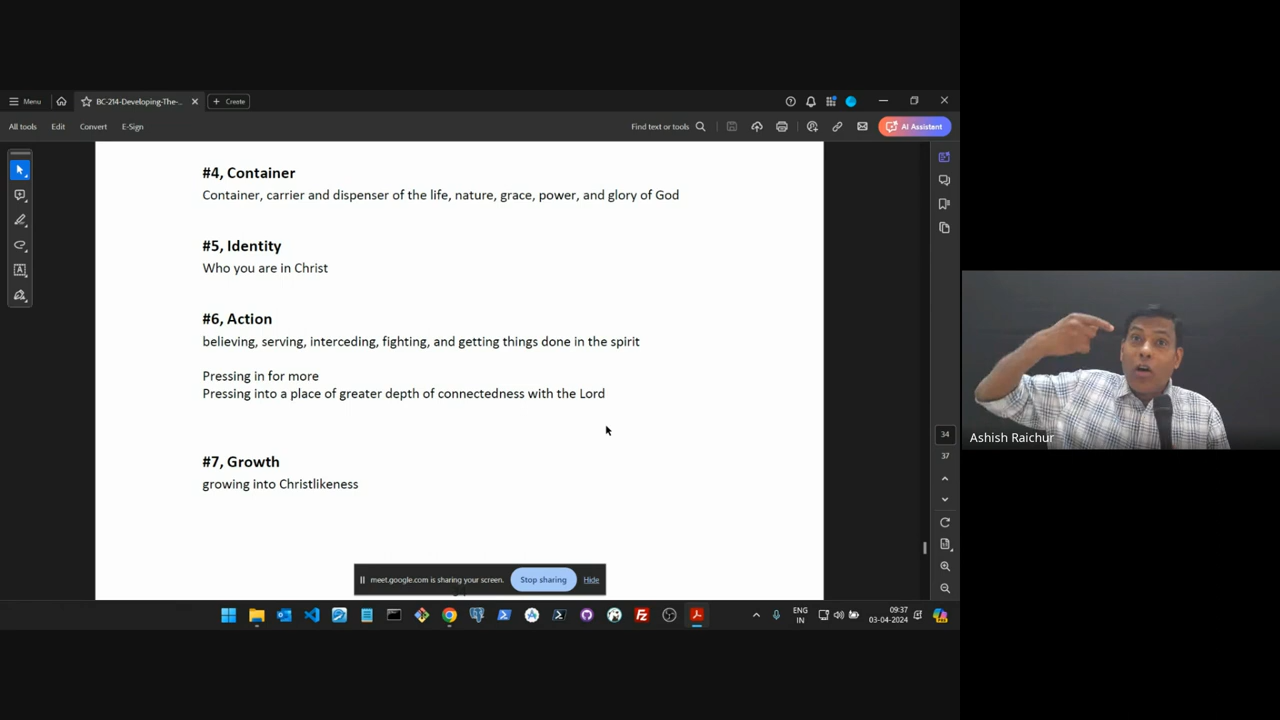 Menu
BC-214-Developing-The-...
Create
All tools
Edit
Convert
E-Sign
Find text or tools
AI Assistant
#4, Container
Container, carrier and dispenser of the life, nature, grace, power, and glory of God
#5, Identity
Who you are in Christ
#6, Action
believing, serving, interceding, fighting, and getting things done in the spirit
Pressing in for more
Pressing into a place of greater depth of connectedness with the Lord
#7, Growth
growing into Christlikeness
34
37
meet.google.com is sharing your screen.
Stop sharing
Hide
ENG
IN
09:37
03-04-2024
Ashish Raichur